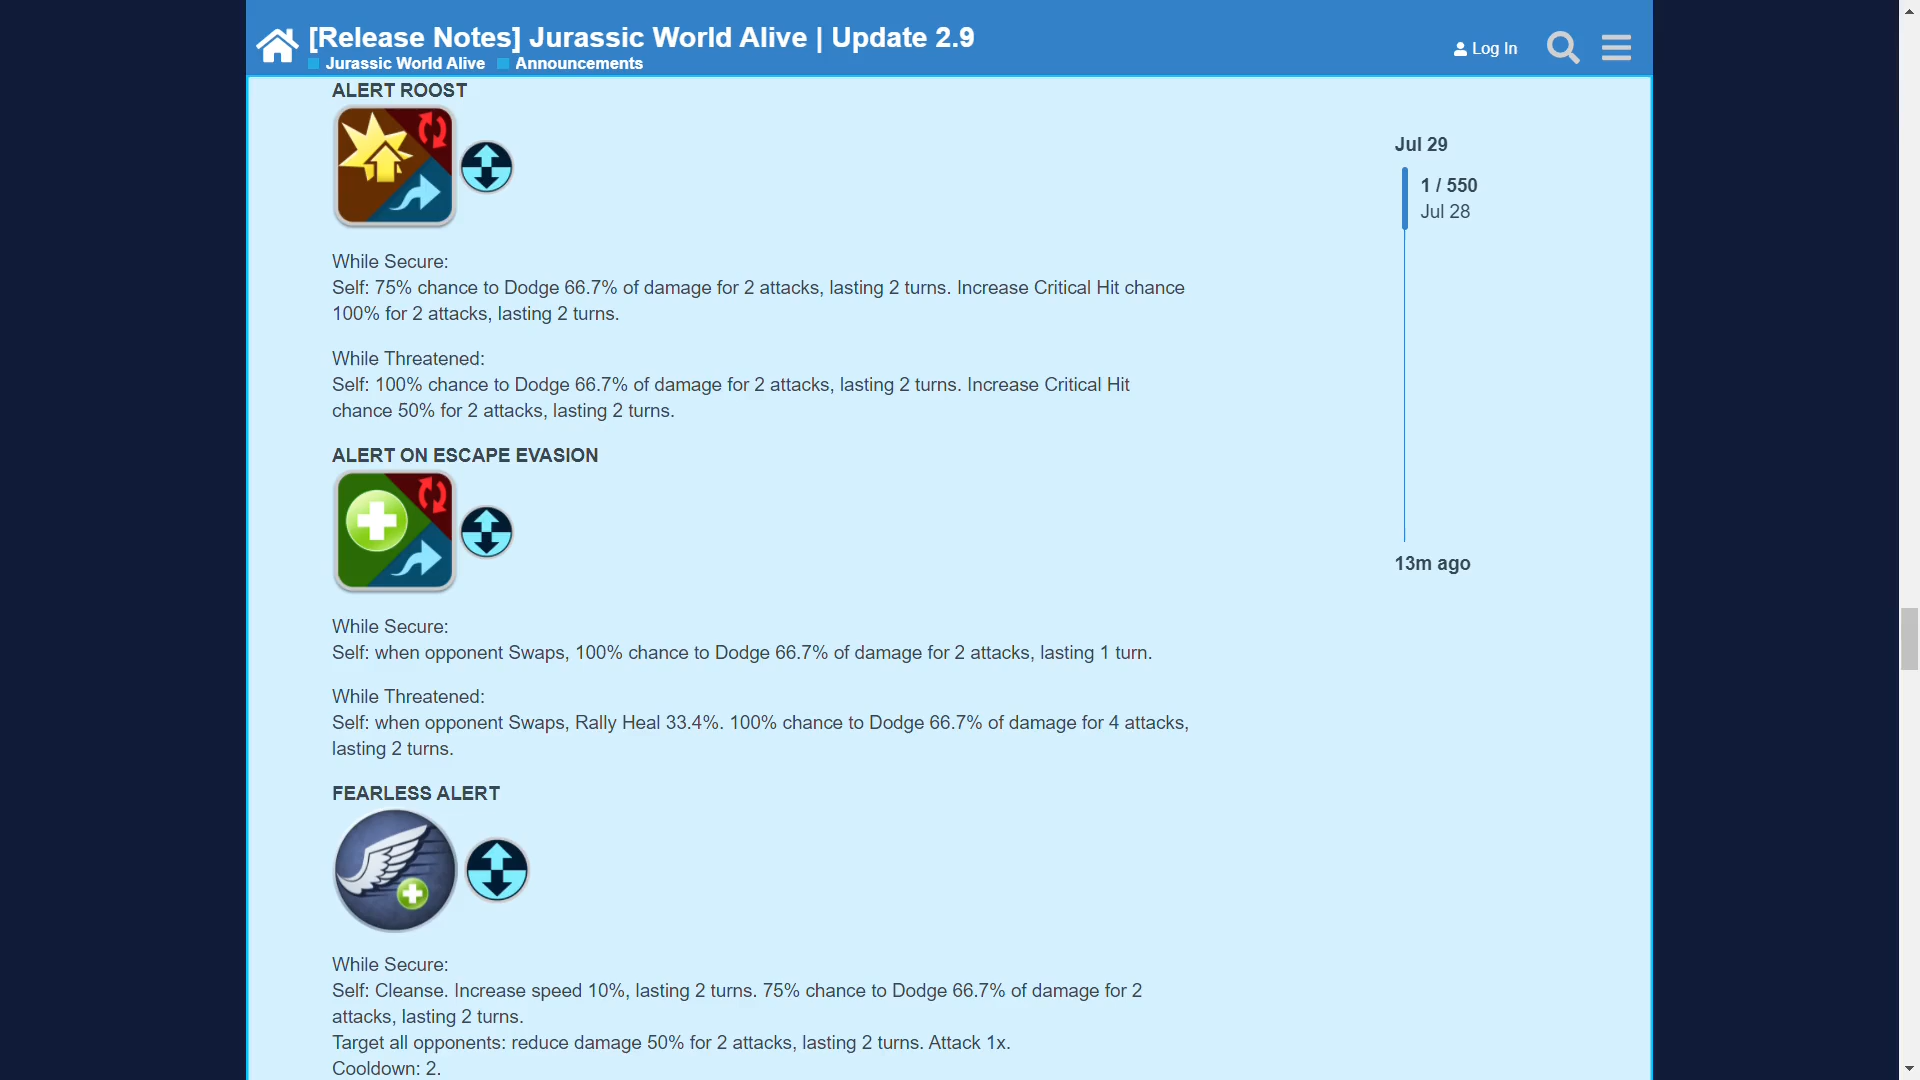 [Release Notes] Jurassic World Alive | Update 2.9
Jurassic World Alive Announcements
Log In
ALERT ROOST
While Secure:
Self: 75% chance to Dodge 66.7% of damage for 2 attacks, lasting 2 turns. Increase Critical Hit chance
100% for 2 attacks, lasting 2 turns.
While Threatened:
Self: 100% chance to Dodge 66.7% of damage for 2 attacks, lasting 2 turns. Increase Critical Hit
chance 50% for 2 attacks, lasting 2 turns.
ALERT ON ESCAPE EVASION
While Secure:
Self: when opponent Swaps, 100% chance to Dodge 66.7% of damage for 2 attacks, lasting 1 turn.
While Threatened:
Self: when opponent Swaps, Rally Heal 33.4%. 100% chance to Dodge 66.7% of damage for 4 attacks,
lasting 2 turns.
FEARLESS ALERT
While Secure:
Self: Cleanse. Increase speed 10%, lasting 2 turns. 75% chance to Dodge 66.7% of damage for 2
attacks, lasting 2 turns.
Target all opponents: reduce damage 50% for 2 attacks, lasting 2 turns. Attack 1x.
Cooldown: 2.
Jul 29
1 / 550
Jul 28
13m ago